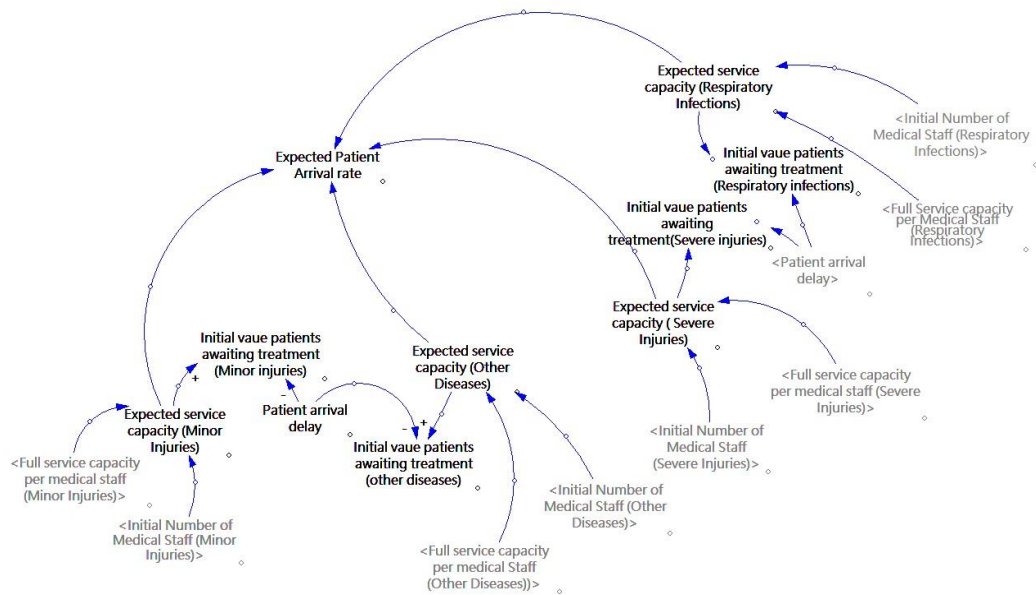 Expected service
capacity (Respiratory
Infections)
<Initial Number of
Medical Staff (Respiratory
Infections)>
Expected Patient
Arrival rate
Initial vaue patients
awaiting treatment
(Respiratory infections)
Initial vaue patients
awaiting
treatment(Severe injuries)
<Full Service capacity
per Medical Staff
(Respiratory
Infections)>
<Patient arrival
delay>
Expected service
capacity ( Severe
Injuries)
Initial vaue patients
awaiting treatment
(Minor injuries)
Expected service
capacity (Other
Diseases)
<Full service capacity
per medical staff (Severe
Injuries)>
+
-
Expected service
capacity (Minor
Injuries)
Patient arrival
delay
-
+
Initial vaue patients
awaiting treatment
(other diseases)
<Initial Number of
Medical Staff
(Severe Injuries)>
<Full service capacity
per medical staff
(Minor Injuries)>
<Initial Number of
Medical Staff (Other
Diseases)>
<Initial Number of
Medical Staff (Minor
Injuries)>
<Full service capacity
per medical Staff
(Other Diseases))>